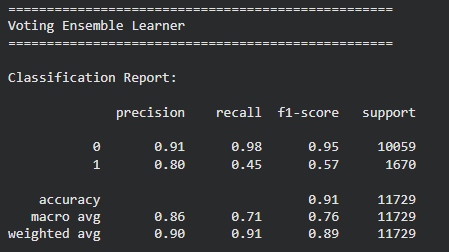 ==================================================
Voting Ensemble Learner
==================================================
Classification Report:
precision recall f1-score support
0 0.91 0.98 0.95 10059
1 0.80 0.45 0.57 1670
accuracy 0.91 11729
macro avg 0.86 0.71 0.76 11729
weighted avg 0.90 0.91 0.89 11729